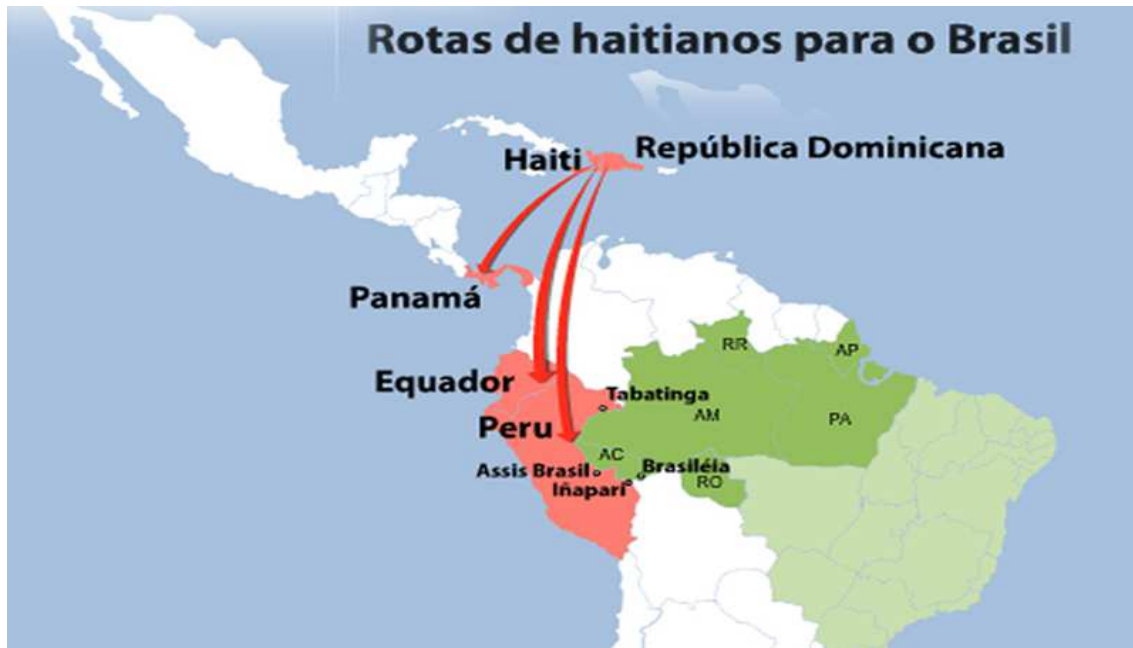 Rotas de haitianos para o Brasil
República Dominicana
Haiti
Panamá
RR
AP
Equador
Tabatinga
AM
PA
Peru
AC
Assis Brasil
Brasiléia
Iñapari
RO